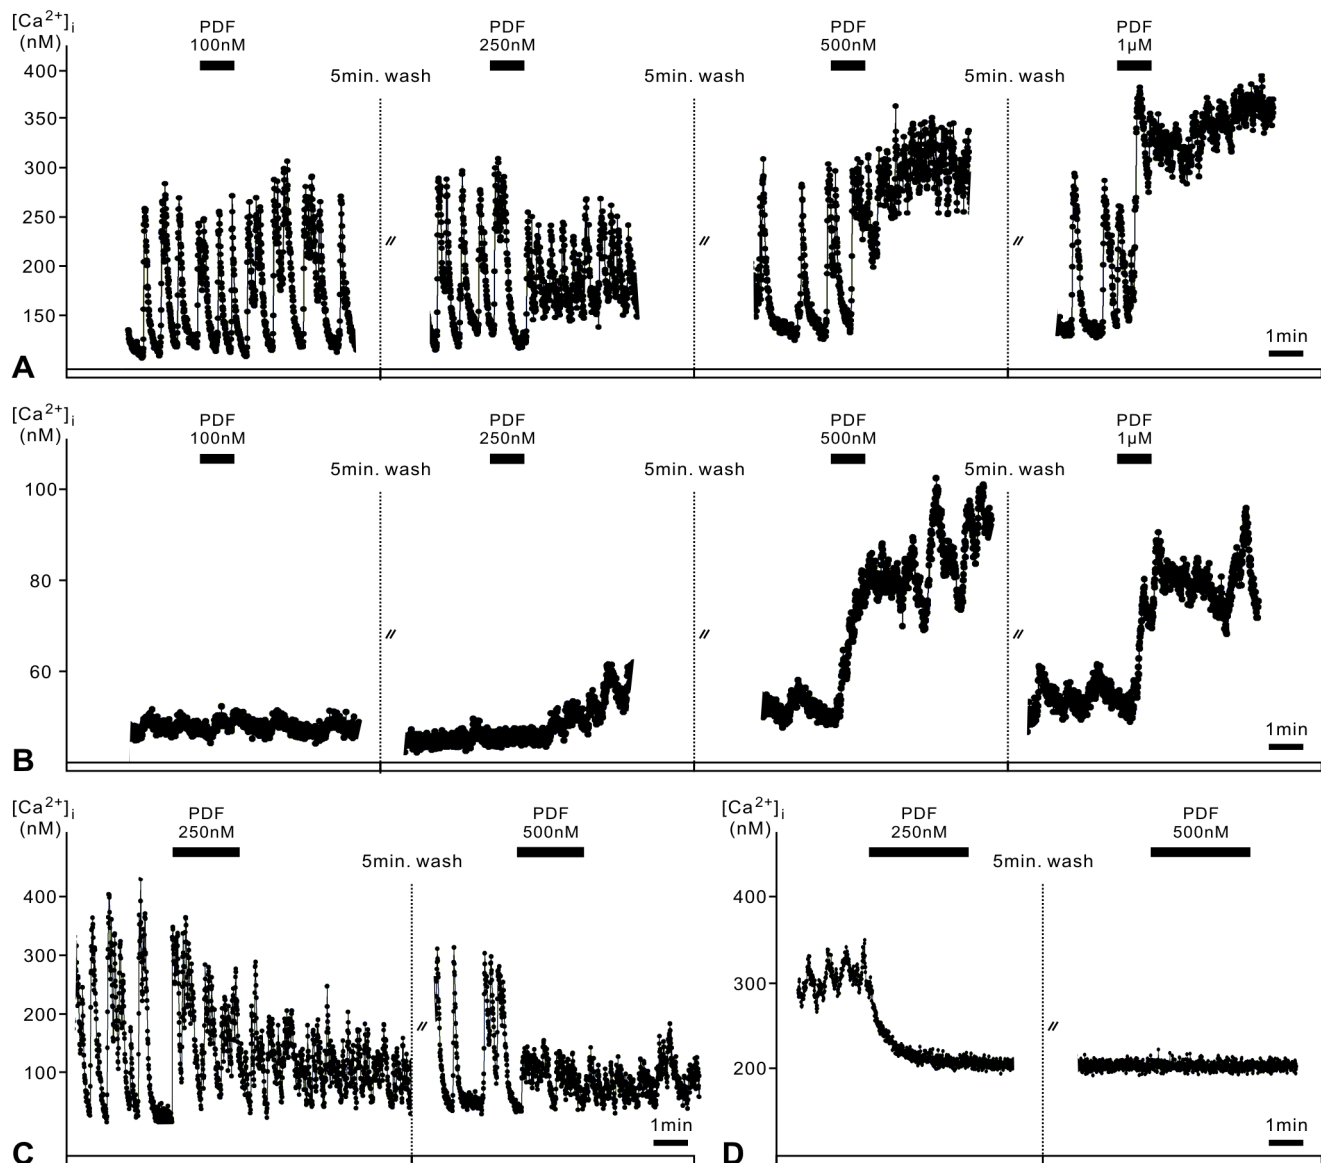 [Ca2+]i
(nM)
PDF
100nM
PDF
250nM
PDF
500nM
PDF
1µM
5min. wash
5min. wash
5min. wash
400
350
300
250
200
150
//
//
//
1min
A
[Ca2+]i
(nM)
PDF
100nM
PDF
250nM
PDF
500nM
PDF
1µM
5min. wash
5min. wash
5min. wash
100
80
60
//
//
//
1min
B
[Ca2+]i
(nM)
PDF
250nM
PDF
500nM
5min. wash
400
300
200
100
//
1min
C
[Ca2+]i
(nM)
PDF
250nM
PDF
500nM
5min. wash
400
300
200
//
1min
D